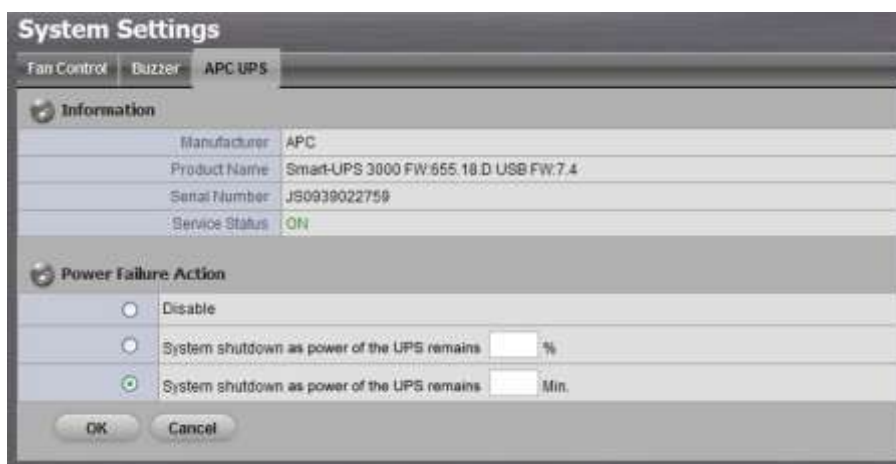 System Settings
Fan Control Buzzer APC UPS
Information
Manufacturer APC
Product Name Smart-UPS 3000 FW:655.18.D USB FW:7.4
Serial Number JS0939022759
Service Status ON
Power Failure Action
Disable
System shutdown as power of the UPS remains %
System shutdown as power of the UPS remains Min.
OK Cancel